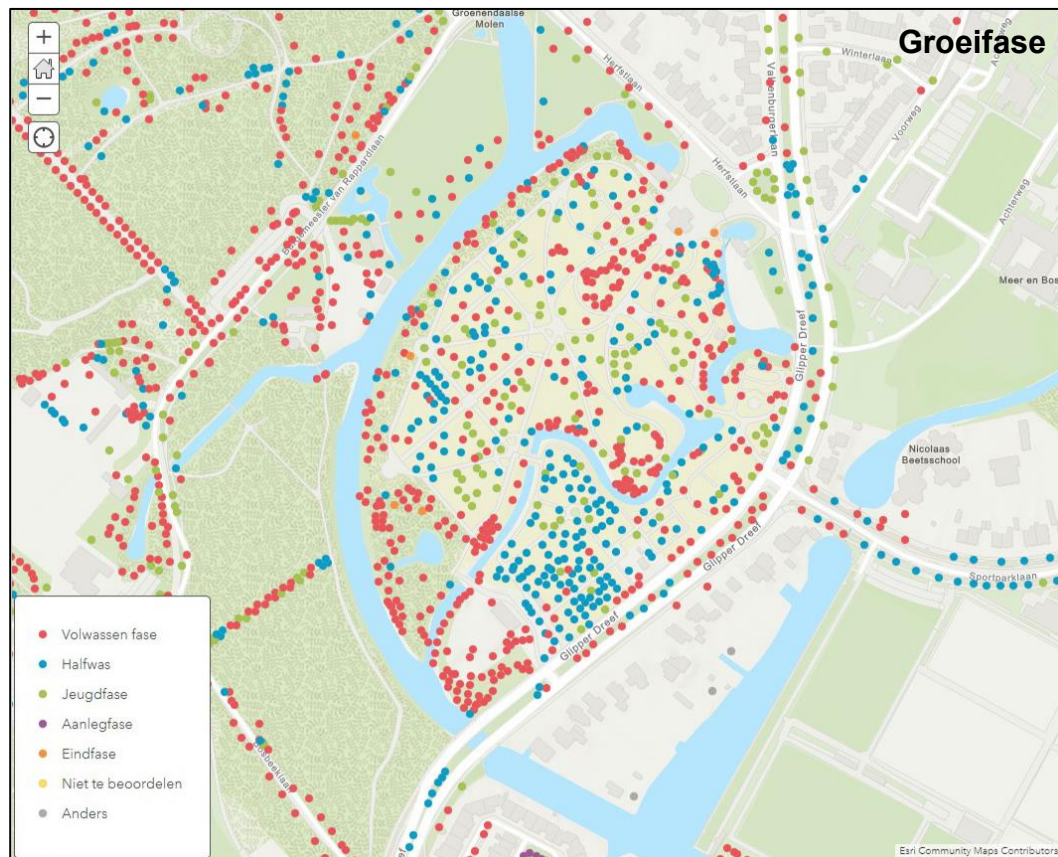 Groeifase
+
−
Groenendaalse
Molen
Herfstlaan
Valkenburgerlaan
Winterlaan
Voorweg
Achterweg
Achterweg
Herfstlaan
Burgemeester van Rappardlaan
Meer en Bos
Glipper Dreef
Nicolaas
Beetsschool
Glipper Dreef
Sportparklaan
Glipper Dreef
Bosbeeklaan
Volwassen fase
Halfwas
Jeugdfase
Aanlegfase
Eindfase
Niet te beoordelen
Anders
Esri Community Maps Contributors